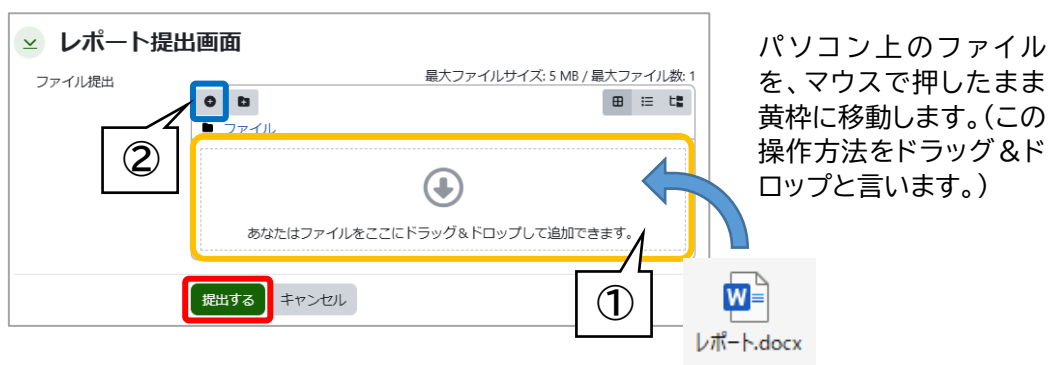 レポート提出画面
ファイル提出
最大ファイルサイズ: 5 MB / 最大ファイル数: 1
ファイル
②
あなたはファイルをここにドラッグ&ドロップして追加できます。
①
提出する
キャンセル
パソコン上のファイル
を、マウスで押したまま
黄枠に移動します。(この
操作方法をドラッグ&ド
ロップと言います。)
W
レポート.docx